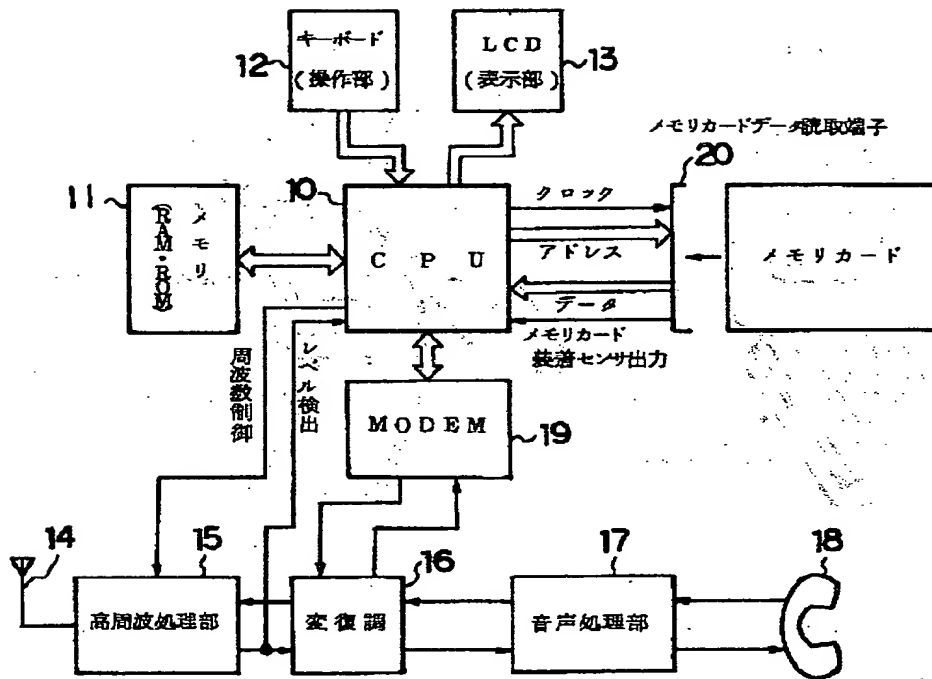 キーボード
(操作部)
12
LCD
(表示部)
13
メモリカードデータ読取端子
20
11
メモリ
(RAM・ROM)
10
CPU
クロック
アドレス
データ
メモリカード
装着センサ出力
メモリカード
周波数制御
レベル検出
MODEM
19
14
15
高周波処理部
16
変復調
17
音声処理部
18